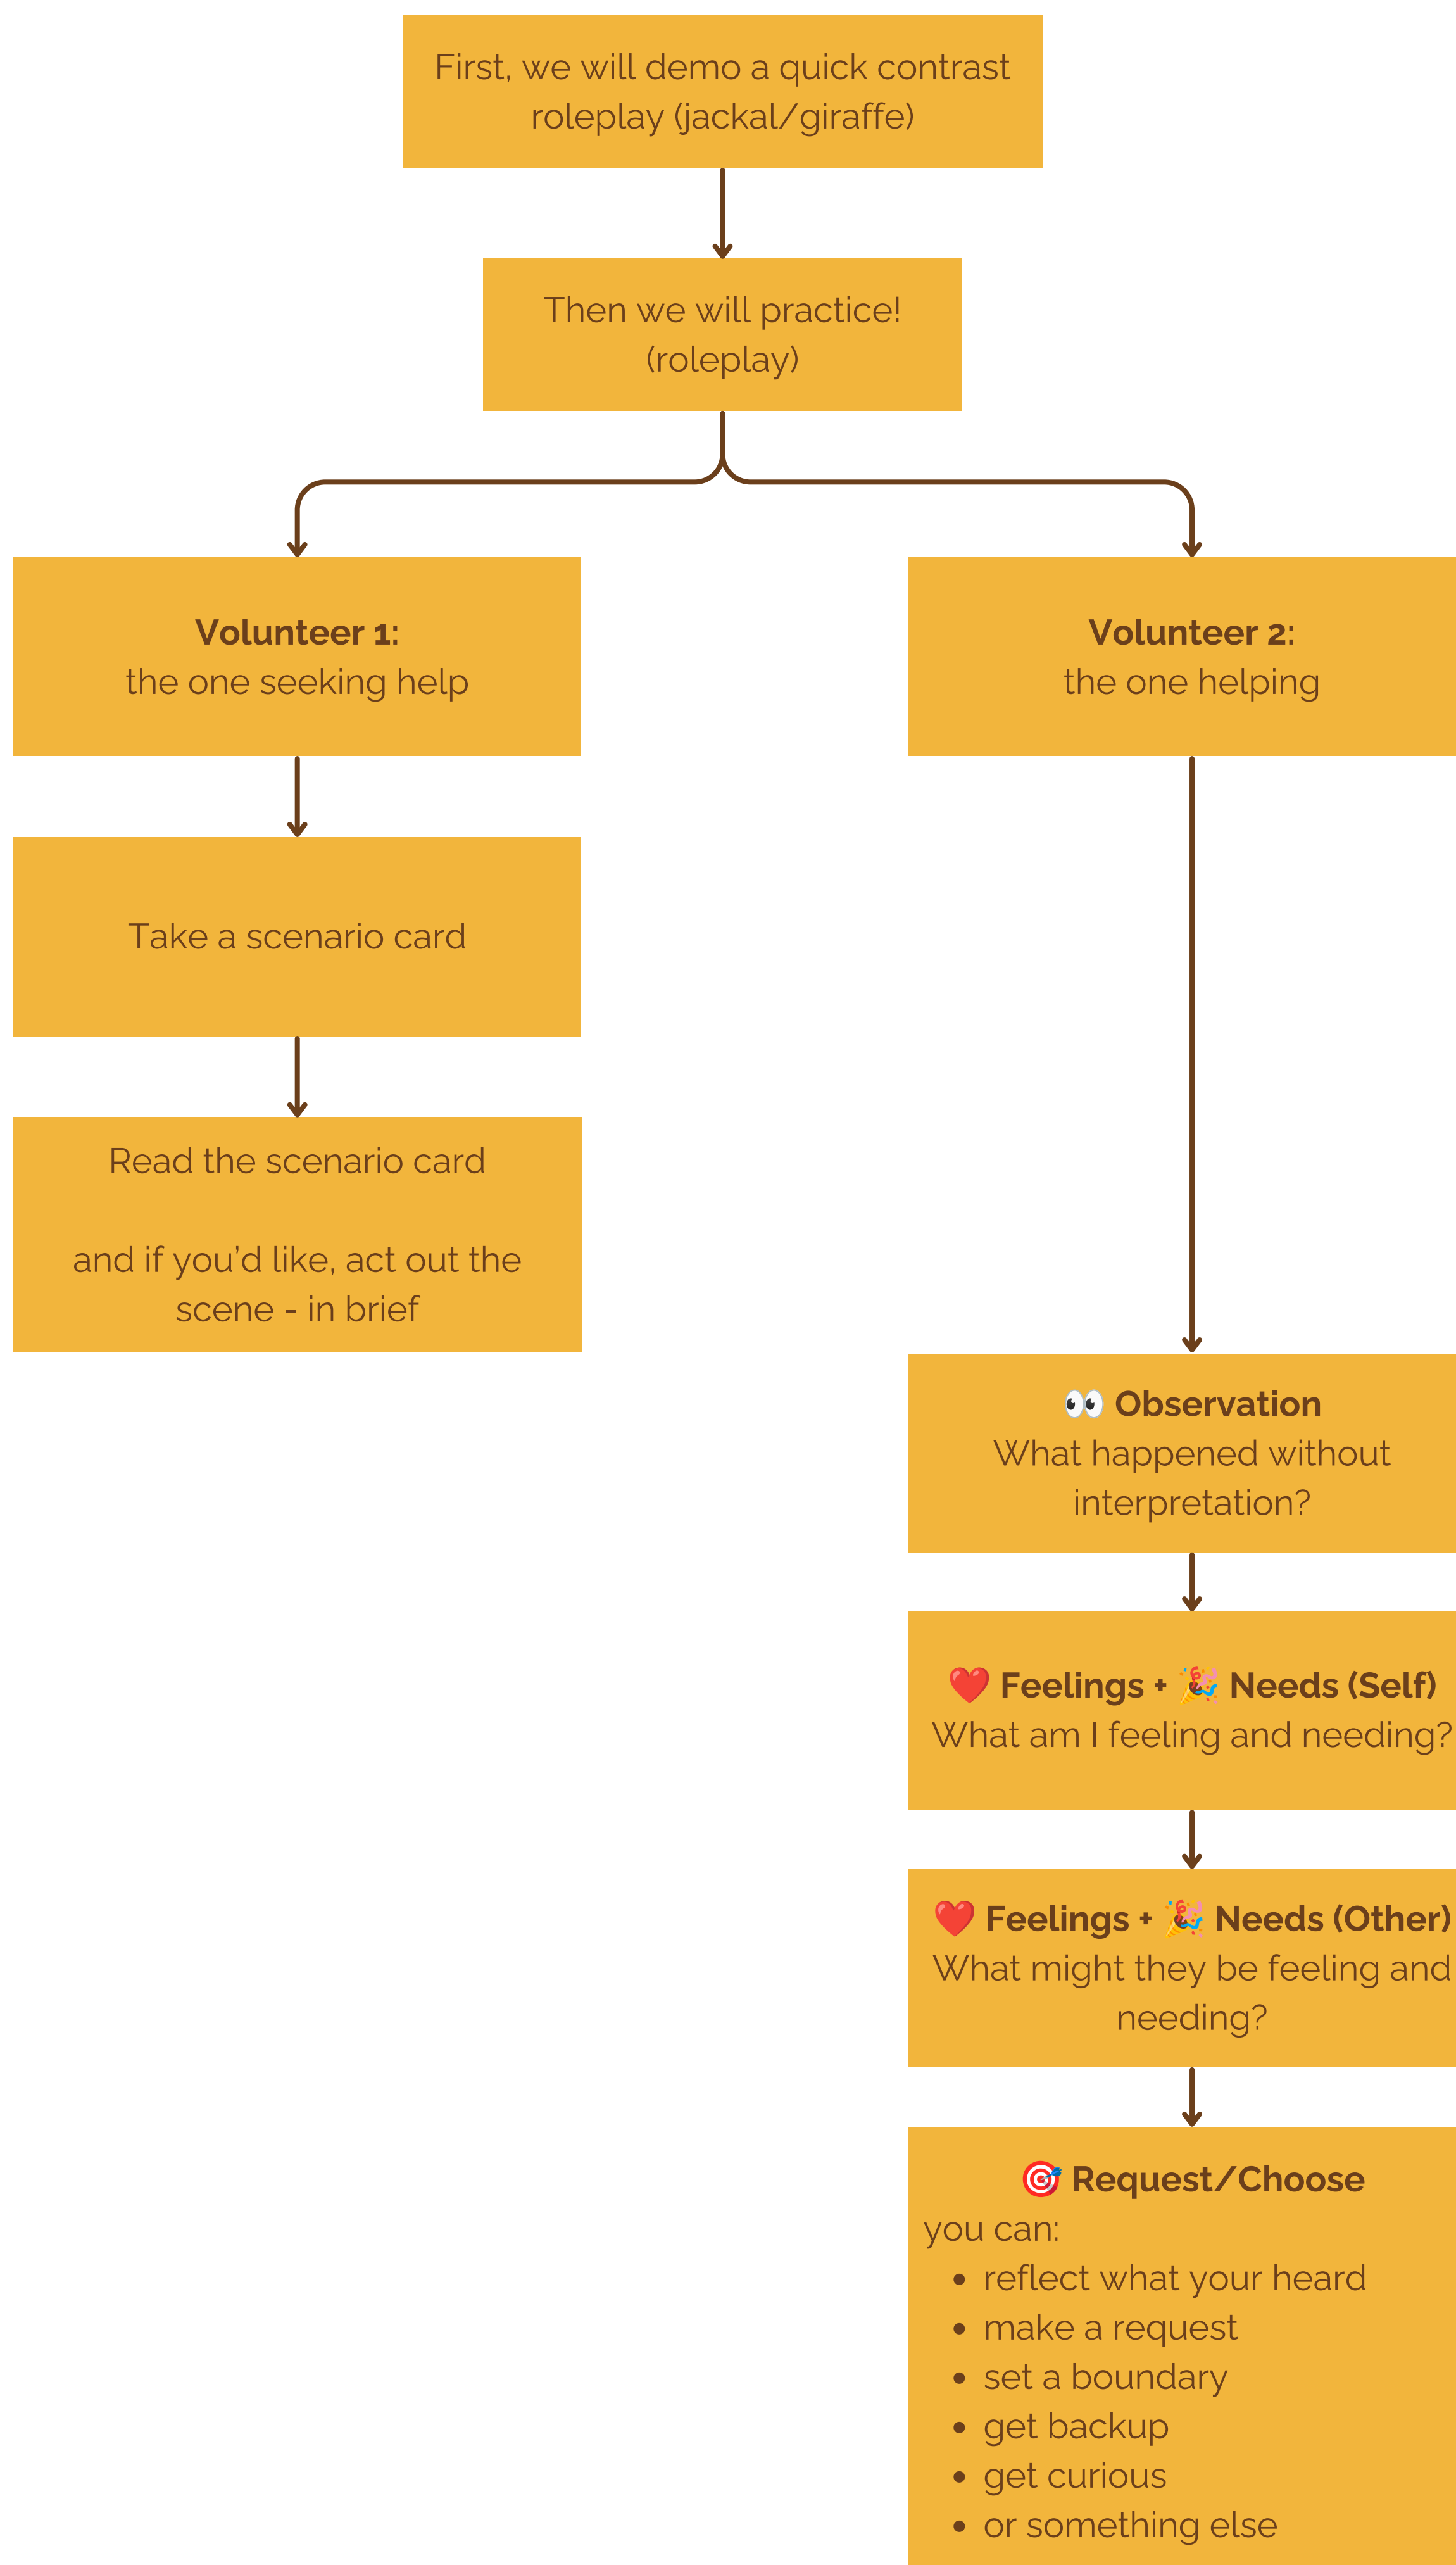 First, we will demo a quick contrast
roleplay (jackal/giraffe)
Then we will practice!
(roleplay)
Volunteer 1:
the one seeking help
Volunteer 2:
the one helping
Take a scenario card
Read the scenario card
and if you’d like, act out the
scene - in brief
👀 Observation
What happened without
interpretation?
❤️ Feelings + 🎉 Needs (Self)
What am I feeling and needing?
❤️ Feelings + 🎉 Needs (Other)
What might they be feeling and
needing?
🎯 Request/Choose
you can:
• reflect what your heard
• make a request
• set a boundary
• get backup
• get curious
• or something else